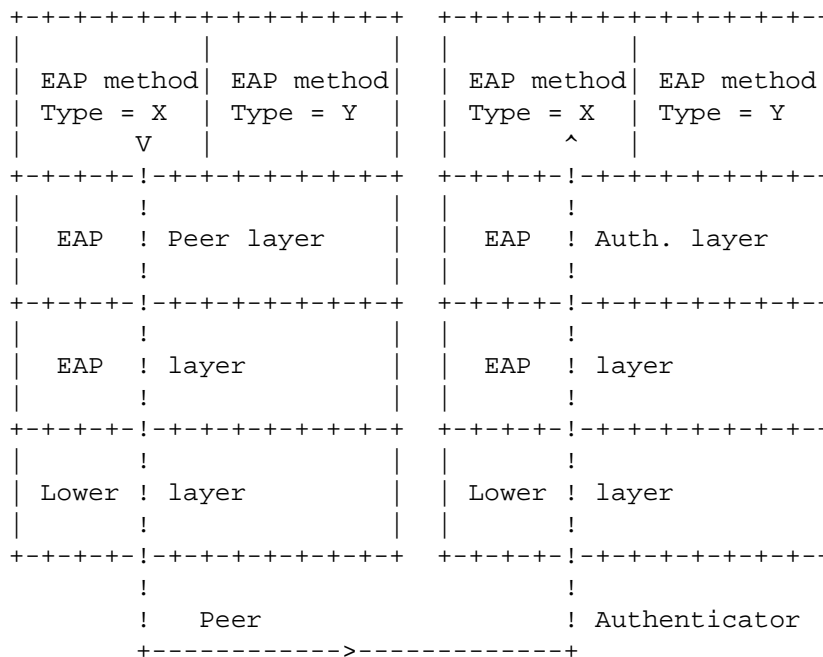 +-+-+-+-+-+-+-+-+-+-+-+-+  +-+-+-+-+-+-+-+-+-+-+-+-
|           |           |  |           |
| EAP method| EAP method|  | EAP method| EAP method
| Type = X  | Type = Y  |  | Type = X  | Type = Y
|       V   |           |  |       ^   |
+-+-+-+-!-+-+-+-+-+-+-+-+  +-+-+-+-!-+-+-+-+-+-+-+-
|       !               |  |       !
|  EAP  ! Peer layer    |  |  EAP  ! Auth. layer
|       !               |  |       !
+-+-+-+-!-+-+-+-+-+-+-+-+  +-+-+-+-!-+-+-+-+-+-+-+-
|       !               |  |       !
|  EAP  ! layer         |  |  EAP  ! layer
|       !               |  |       !
+-+-+-+-!-+-+-+-+-+-+-+-+  +-+-+-+-!-+-+-+-+-+-+-+-
|       !               |  |       !
| Lower ! layer         |  | Lower ! layer
|       !               |  |       !
+-+-+-+-!-+-+-+-+-+-+-+-+  +-+-+-+-!-+-+-+-+-+-+-+-
        !                          !
        !   Peer                   ! Authenticator
        +------------>-------------+